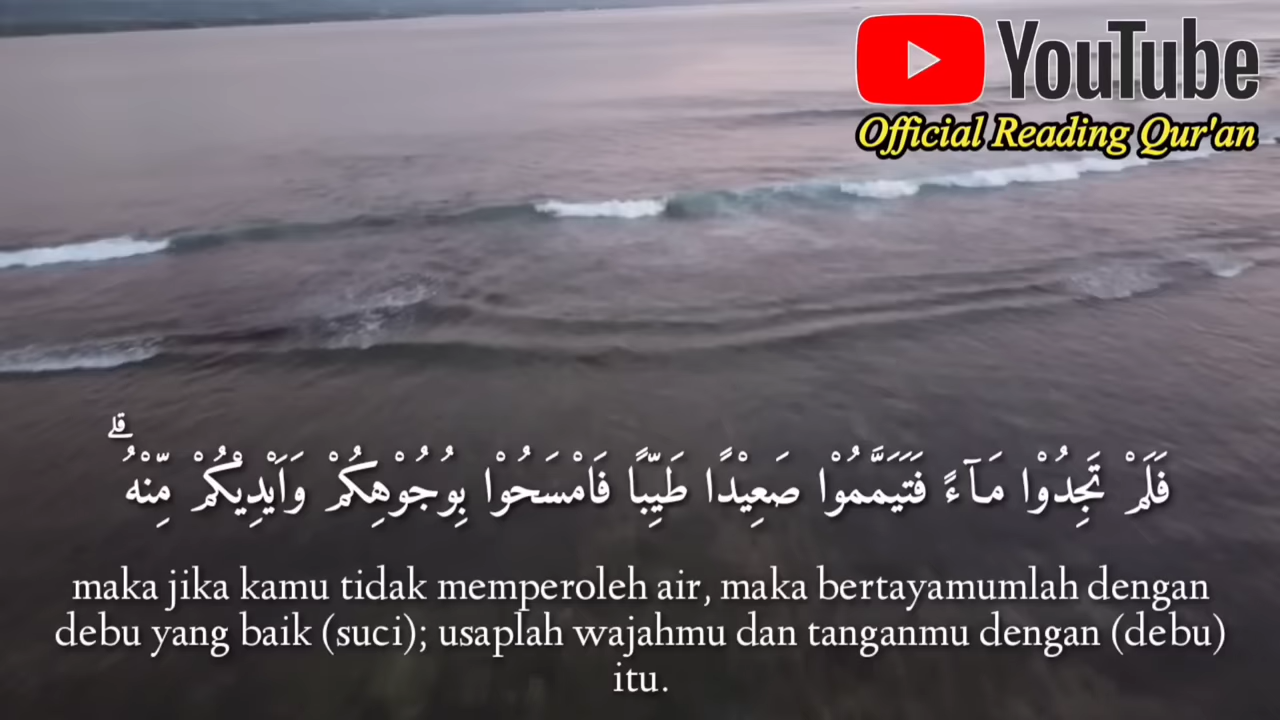 YouTube
Official Reading Qur'an
فَلَمْ تَجِدُوْا مَاۤءً فَتَيَمَّمُوْا صَعِيْدًا طَيِّبًا فَامْسَحُوْا بِوُجُوْهِكُمْ وَاَيْدِيْكُمْ مِّنْهُ ۗ
maka jika kamu tidak memperoleh air, maka bertayamumlah dengan
debu yang baik (suci); usaplah wajahmu dan tanganmu dengan (debu)
itu.